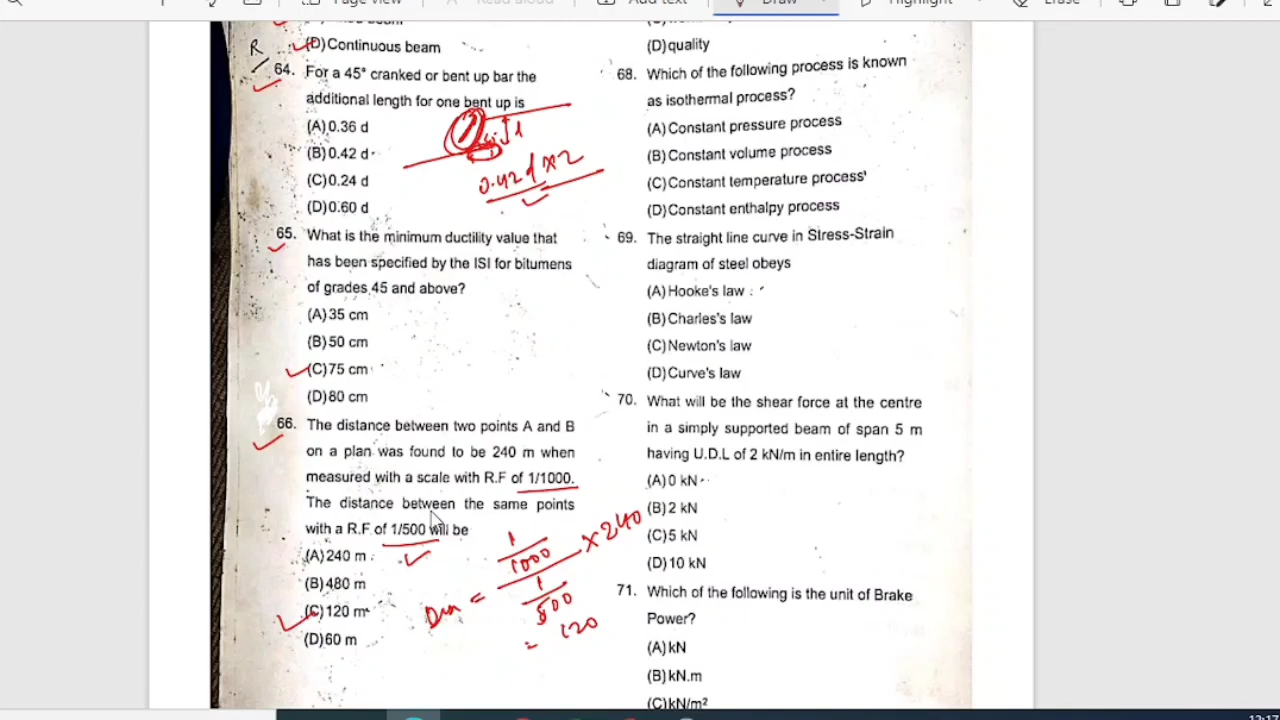 Page view
Read aloud
Add text
Draw
Highlight
Erase
R
(D) Continuous beam
64. For a 45° cranked or bent up bar the
additional length for one bent up is
(A) 0.36 d
(B) 0.42 d
(C) 0.24 d
(D) 0.60 d
0.42 d x 2
65. What is the minimum ductility value that
has been specified by the ISI for bitumens
of grades 45 and above?
(A) 35 cm
(B) 50 cm
(C) 75 cm
(D) 80 cm
66. The distance between two points A and B
on a plan was found to be 240 m when
measured with a scale with R.F of 1/1000.
The distance between the same points
with a R.F. of 1/500 will be
(A) 240 m
(B) 480 m
(C) 120 m
(D) 60 m
1
1000
x 240
1
500
= 120
(D) quality
68. Which of the following process is known
as isothermal process?
(A) Constant pressure process
(B) Constant volume process
(C) Constant temperature process
(D) Constant enthalpy process
69. The straight line curve in Stress-Strain
diagram of steel obeys
(A) Hooke's law
(B) Charles's law
(C) Newton's law
(D) Curve's law
70. What will be the shear force at the centre
in a simply supported beam of span 5 m
having U.D.L of 2 kN/m in entire length?
(A) 0 kN
(B) 2 kN
(C) 5 kN
(D) 10 kN
71. Which of the following is the unit of Brake
Power?
(A) kN
(B) kN.m
(C) kN/m²